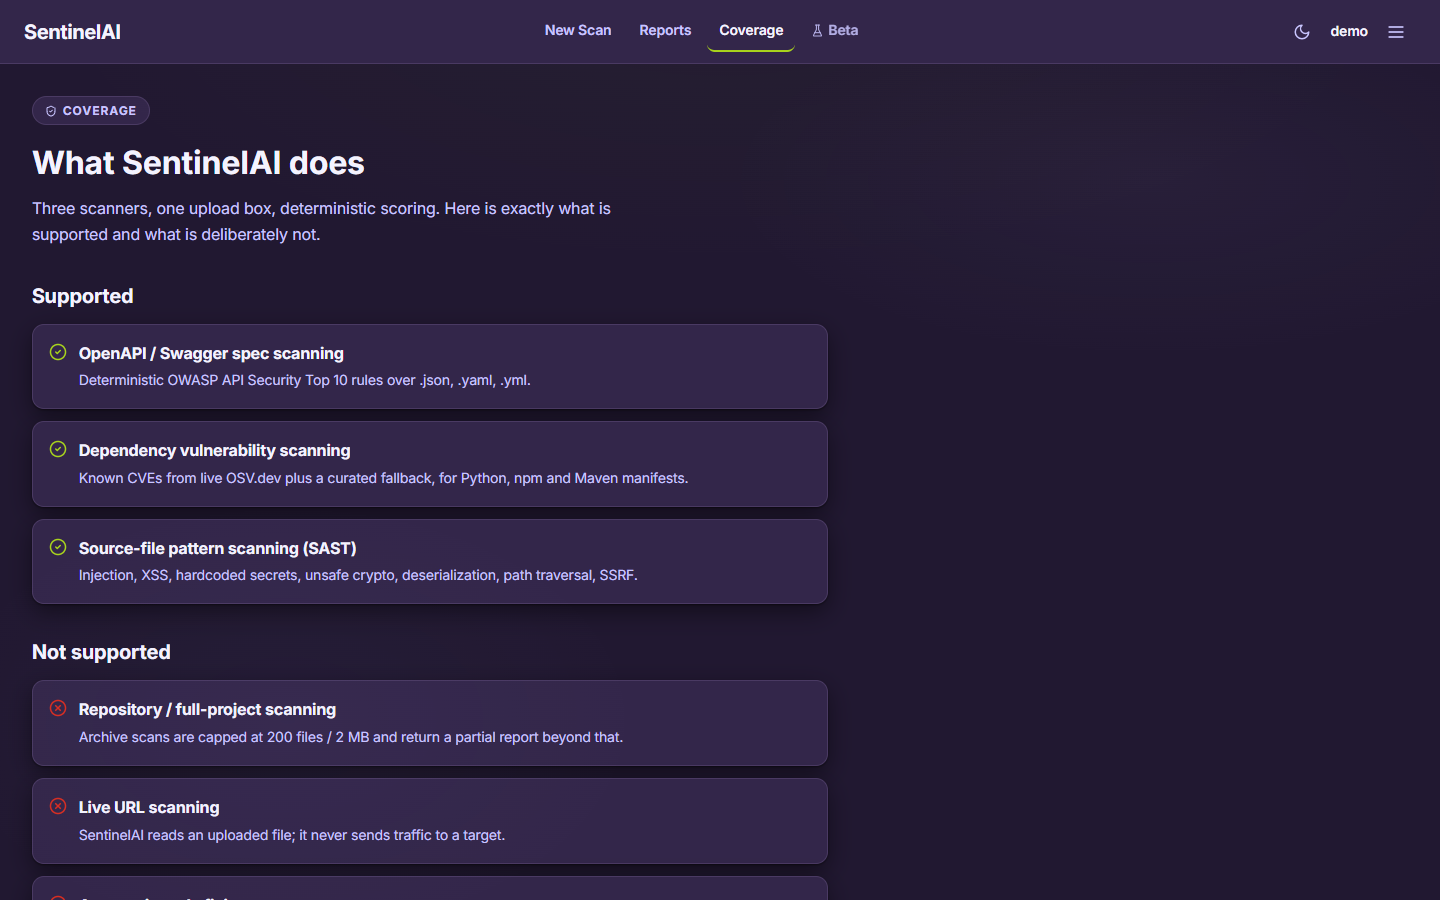 SentinelAI
New Scan
Reports
Coverage
Beta
demo
COVERAGE
What SentinelAI does
Three scanners, one upload box, deterministic scoring. Here is exactly what is
supported and what is deliberately not.
Supported
OpenAPI / Swagger spec scanning
Deterministic OWASP API Security Top 10 rules over .json, .yaml, .yml.
Dependency vulnerability scanning
Known CVEs from live OSV.dev plus a curated fallback, for Python, npm and Maven manifests.
Source-file pattern scanning (SAST)
Injection, XSS, hardcoded secrets, unsafe crypto, deserialization, path traversal, SSRF.
Not supported
Repository / full-project scanning
Archive scans are capped at 200 files / 2 MB and return a partial report beyond that.
Live URL scanning
SentinelAI reads an uploaded file; it never sends traffic to a target.